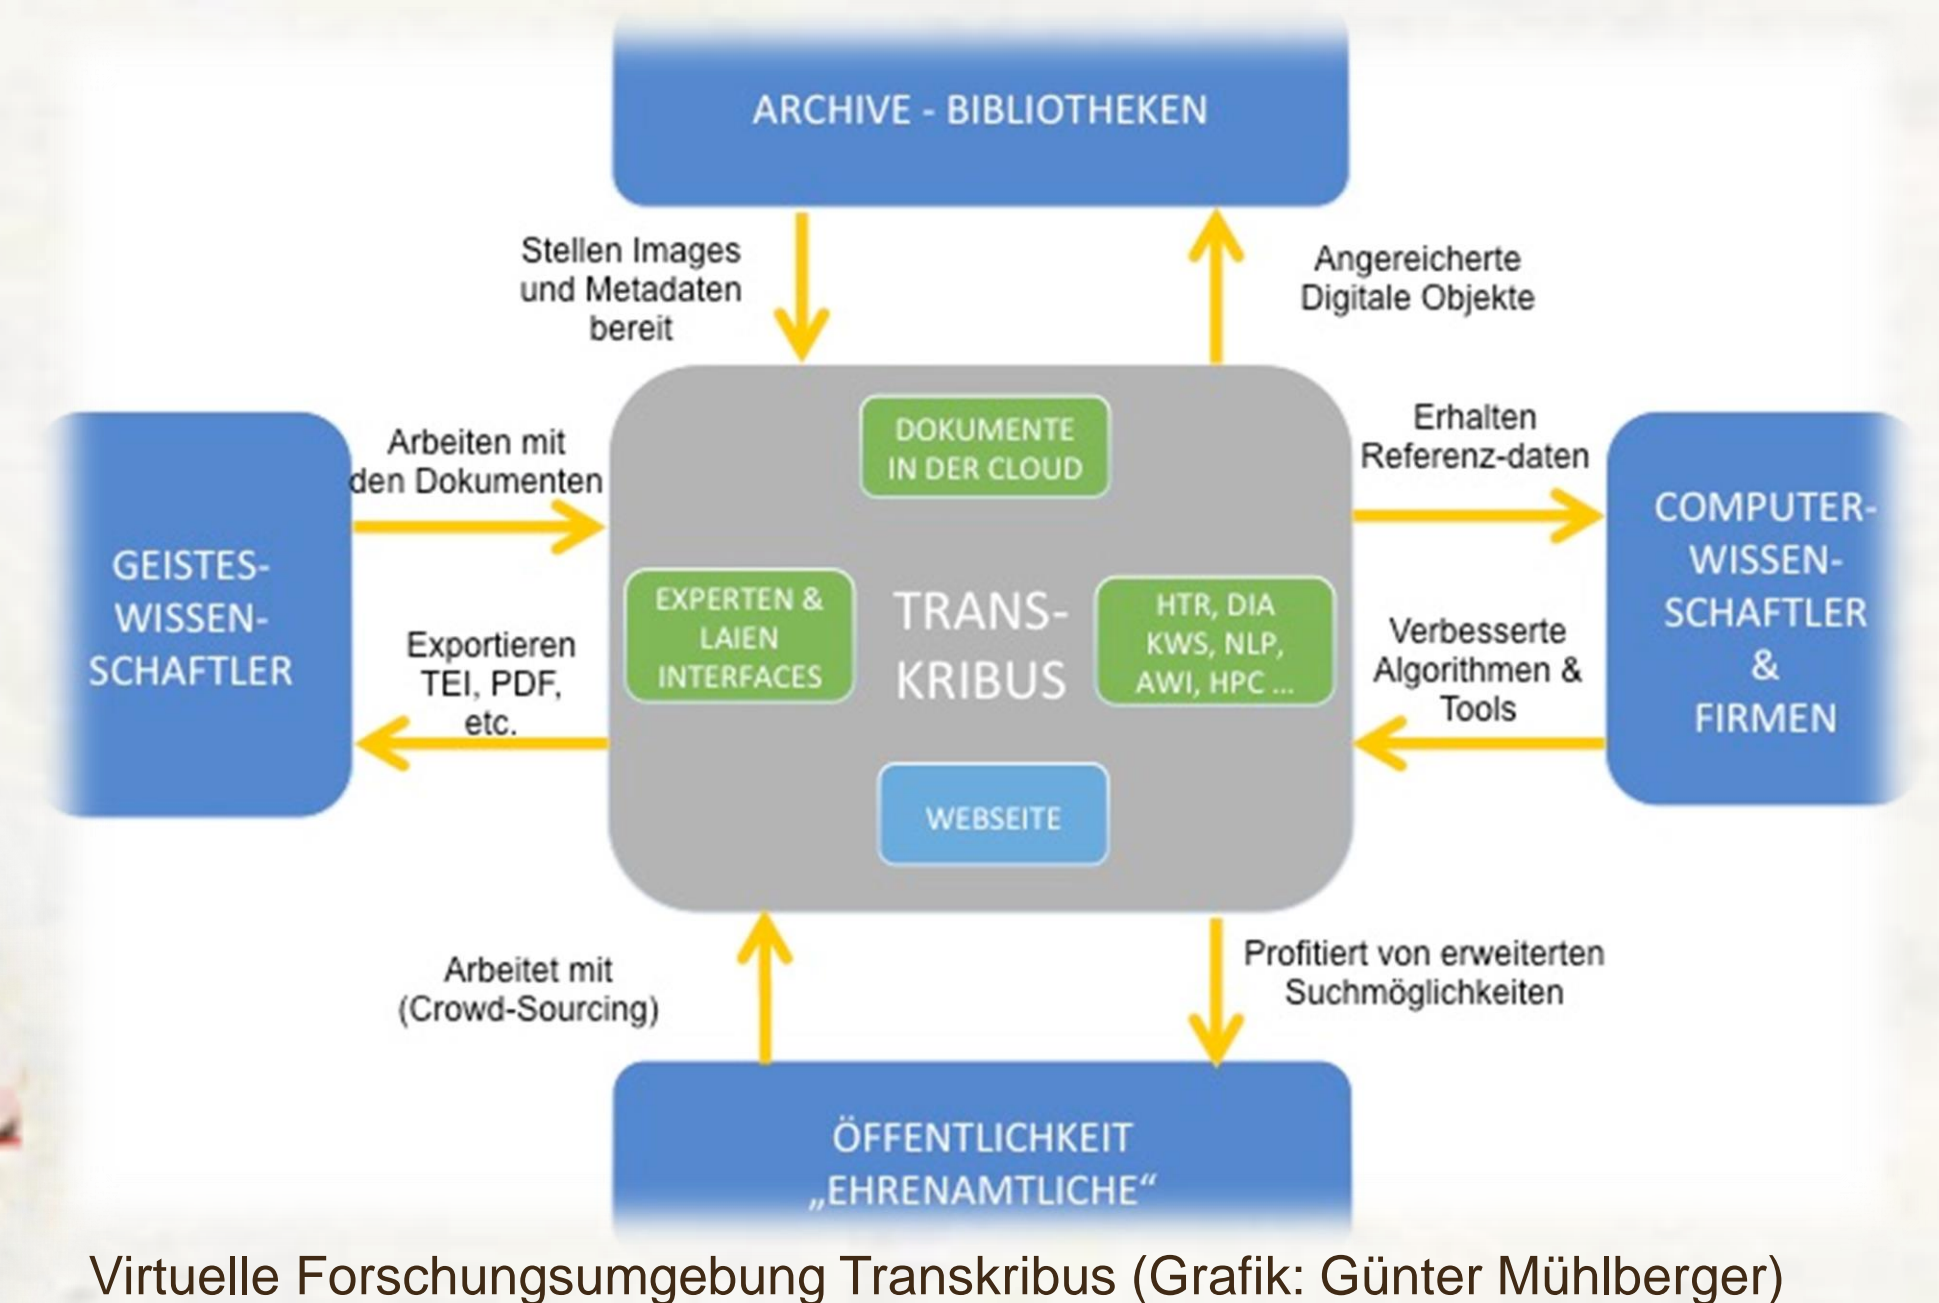 ARCHIVE - BIBLIOTHEKEN
Stellen Images
und Metadaten
bereit
Angereicherte
Digitale Objekte
GEISTES-
WISSEN-
SCHAFTLER
Arbeiten mit
den Dokumenten
Exportieren
TEI, PDF,
etc.
DOKUMENTE
IN DER CLOUD
EXPERTEN &
LAIEN
INTERFACES
TRANS-
KRIBUS
HTR, DIA
KWS, NLP,
AWI, HPC ...
WEBSEITE
Erhalten
Referenz-daten
Verbesserte
Algorithmen &
Tools
COMPUTER-
WISSEN-
SCHAFTLER
&
FIRMEN
Arbeitet mit
(Crowd-Sourcing)
Profitiert von erweiterten
Suchmöglichkeiten
ÖFFENTLICHKEIT
„EHRENAMTLICHE“
Virtuelle Forschungsumgebung Transkribus (Grafik: Günter Mühlberger)